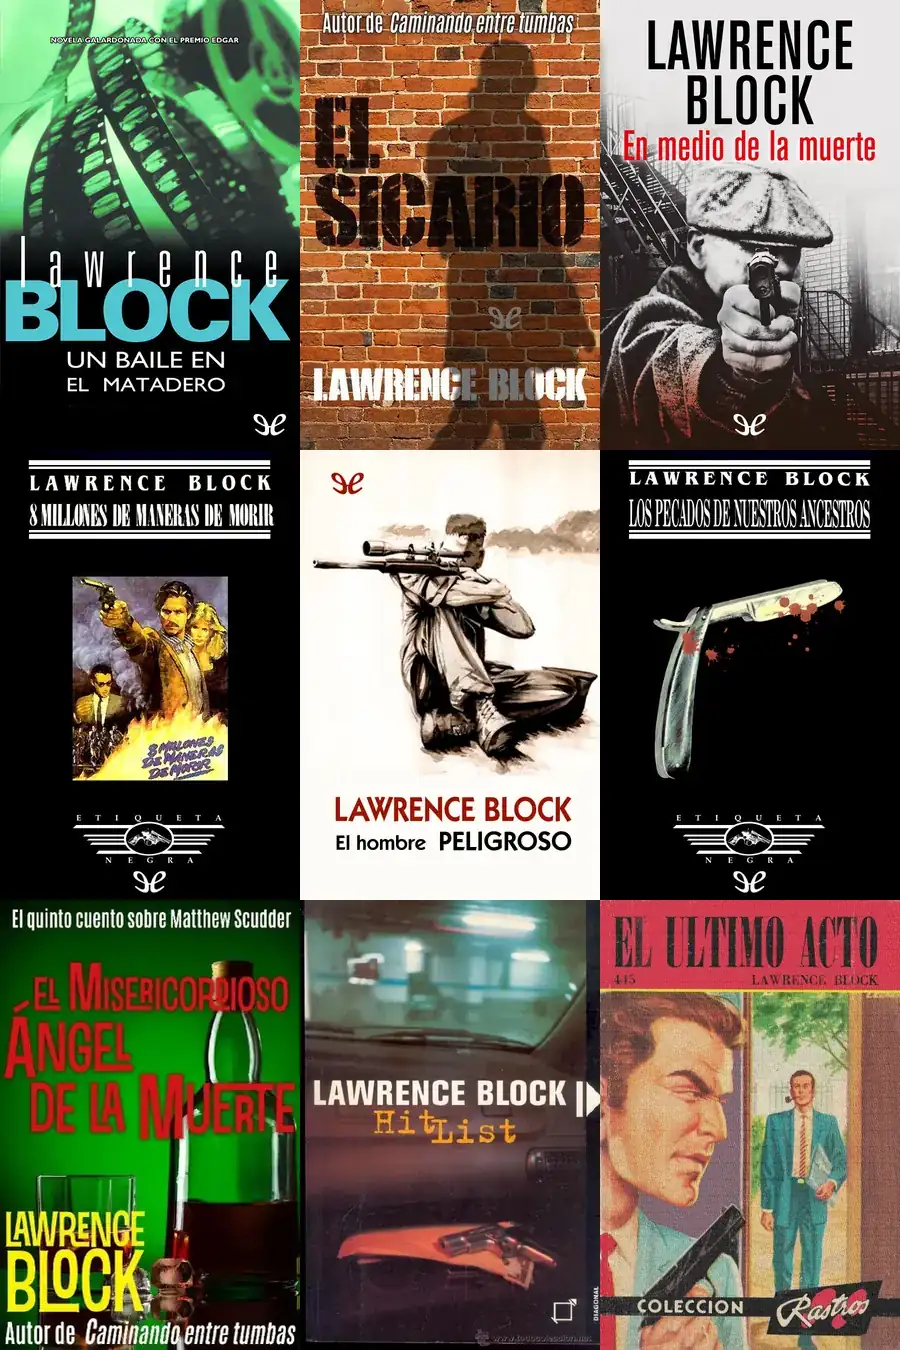 NOVELA GALARDONADA CON EL PREMIO EDGAR
lawrence
BLOCK
UN BAILE EN
EL MATADERO
Autor de Caminando entre tumbas
EL
SICARIO
LAWRENCE BLOCK
LAWRENCE
BLOCK
En medio de la muerte
LAWRENCE BLOCK
8 MILLONES DE MANERAS DE MORIR
8 MILLONES
DE MANERAS
DE MORIR
ETIQUETA
NEGRA
LAWRENCE BLOCK
El hombre PELIGROSO
LAWRENCE BLOCK
LOS PECADOS DE NUESTROS ANCESTROS
ETIQUETA
NEGRA
El quinto cuento sobre Matthew Scudder
EL MISERICORDIOSO
ÁNGEL
DE LA MUERTE
LAWRENCE
BLOCK
Autor de Caminando entre tumbas
LAWRENCE BLOCK
Hit List
DIAGONAL
www.todocoleccion.net
EL ULTIMO ACTO
445 LAWRENCE BLOCK
COLECCION Rastros